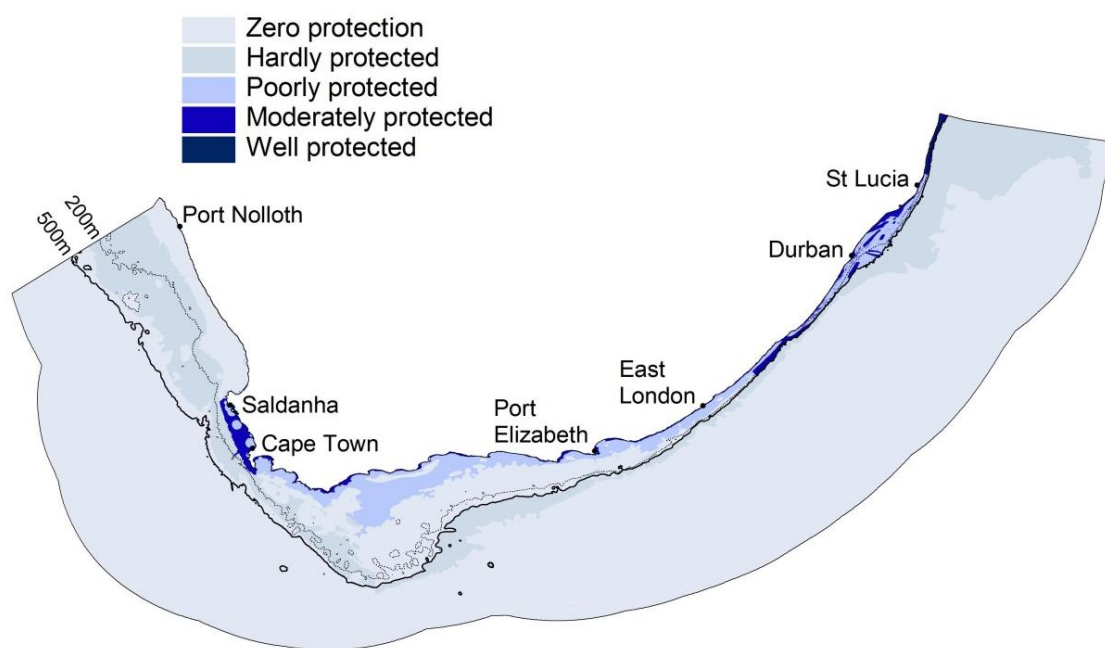 Zero protection
Hardly protected
Poorly protected
Moderately protected
Well protected
St Lucia
Port Nolloth
200m
500m
Durban
East
London
Saldanha
Port
Elizabeth
Cape Town